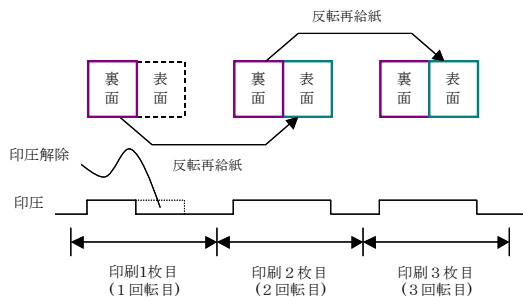 反転再給紙
裏面
表面
裏面
表面
裏面
表面
印圧解除
反転再給紙
印圧
印刷1枚目
(1回転目)
印刷２枚目
(2回転目)
印刷３枚目
(3回転目)